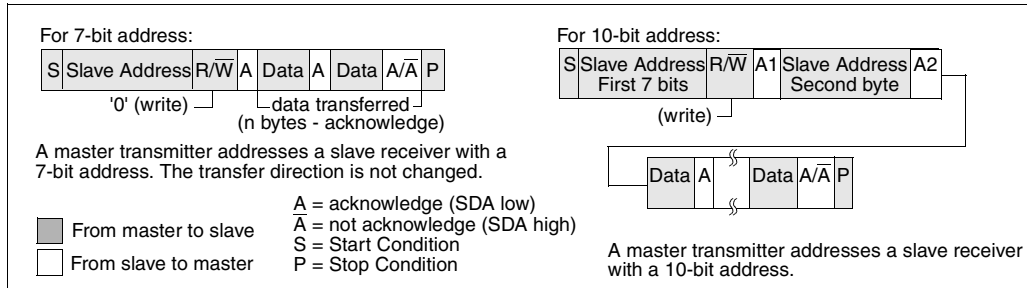 For 7-bit address:
S Slave Address R/W̅ A Data A Data A/A̅ P
'0' (write) data transferred
(n bytes - acknowledge)
A master transmitter addresses a slave receiver with a
7-bit address. The transfer direction is not changed.
From master to slave
From slave to master
A = acknowledge (SDA low)
A̅ = not acknowledge (SDA high)
S = Start Condition
P = Stop Condition
For 10-bit address:
S Slave Address R/W̅ A1 Slave Address A2
First 7 bits Second byte
(write)
Data A Data A/A̅ P
A master transmitter addresses a slave receiver
with a 10-bit address.